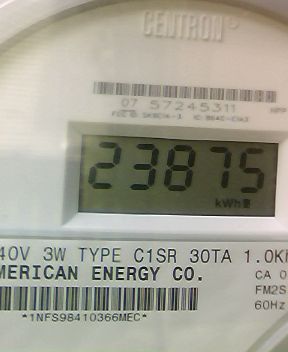 CENTRON®
07 57245311
23875
kWh
40V 3W TYPE C1SR 30TA 1.0K
MERICAN ENERGY CO.
CA 0
FM2S
60Hz
*1NFS98410366MEC*